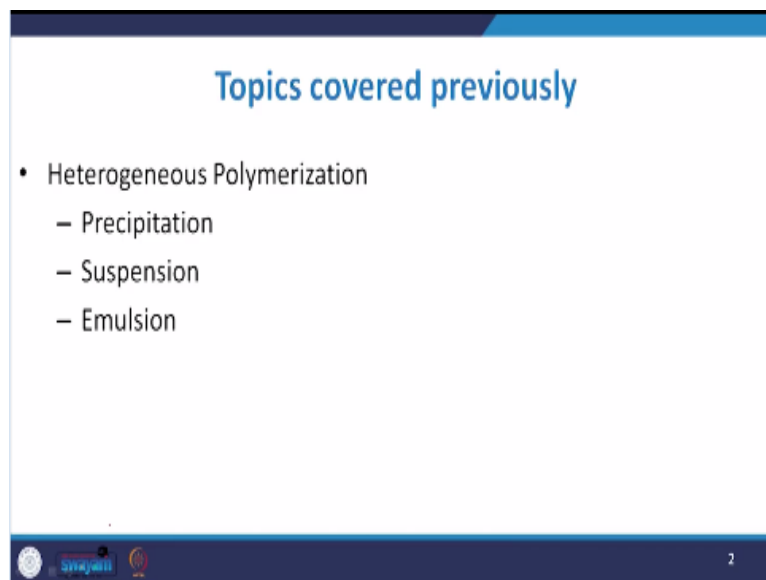 Topics covered previously
• Heterogeneous Polymerization
– Precipitation
– Suspension
– Emulsion
swayam
2